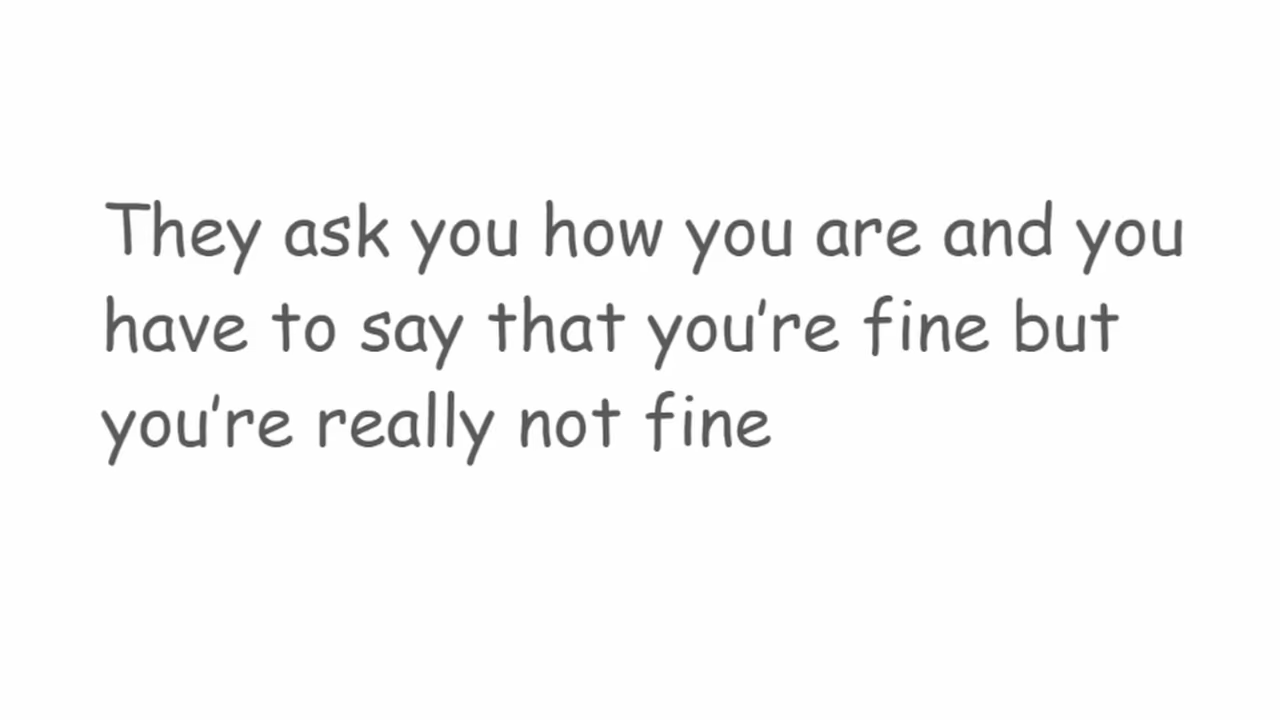 They ask you how you are and you
have to say that you're fine but
you're really not fine